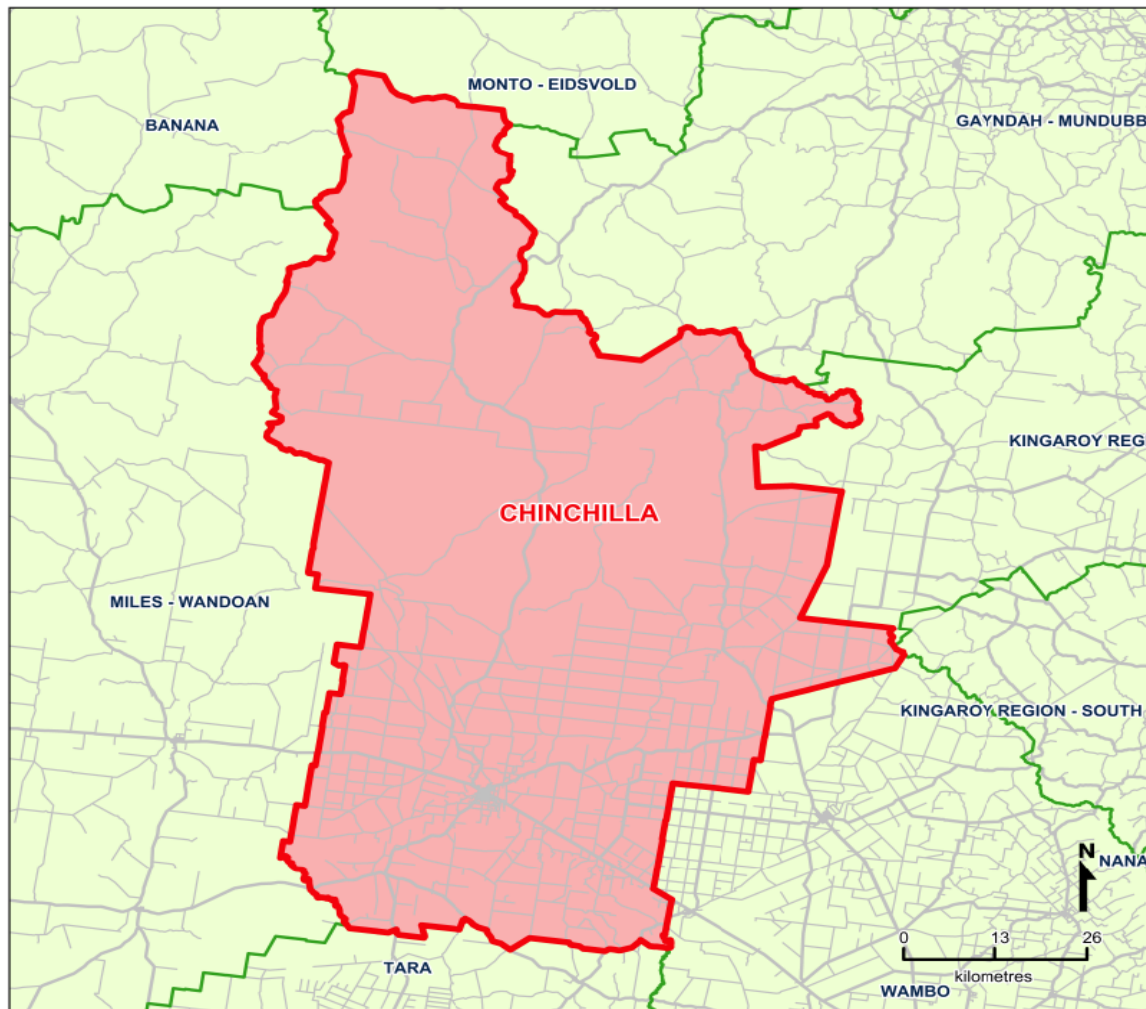 MONTO - EIDSVOLD
BANANA
GAYNDAH - MUNDUBB
KINGAROY REG
CHINCHILLA
MILES - WANDOAN
KINGAROY REGION - SOUTH
N
NANA
0 13 26
kilometres
TARA
WAMBO